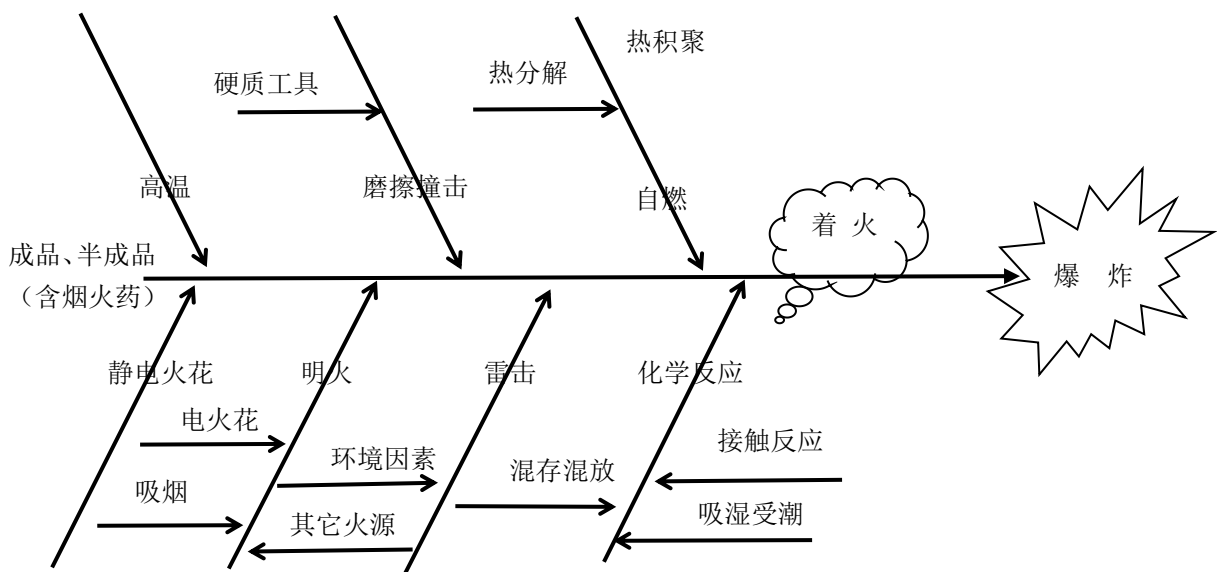 热积聚
热分解
硬质工具
高温
磨擦撞击
自燃
着 火
成品、半成品
（含烟火药）
爆 炸
静电火花
明火
雷击
化学反应
电火花
接触反应
环境因素
混存混放
吸烟
吸湿受潮
其它火源